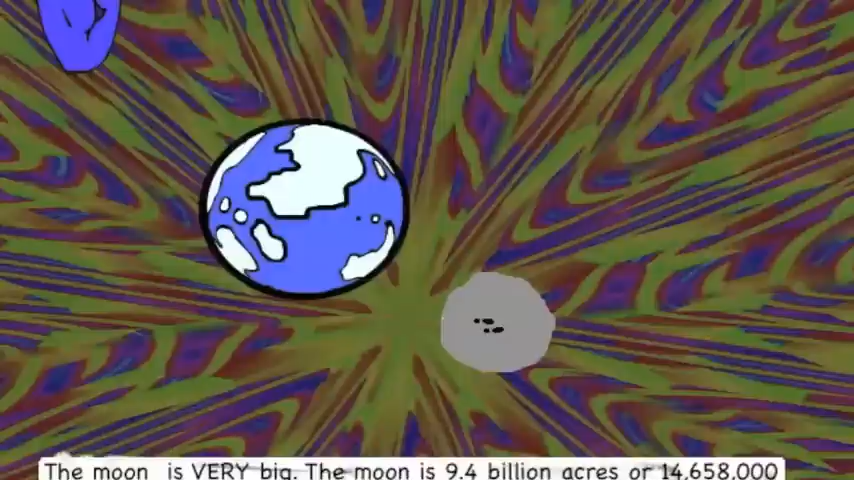 The moon  is VERY big. The moon is 9.4 billion acres or 14,658,000